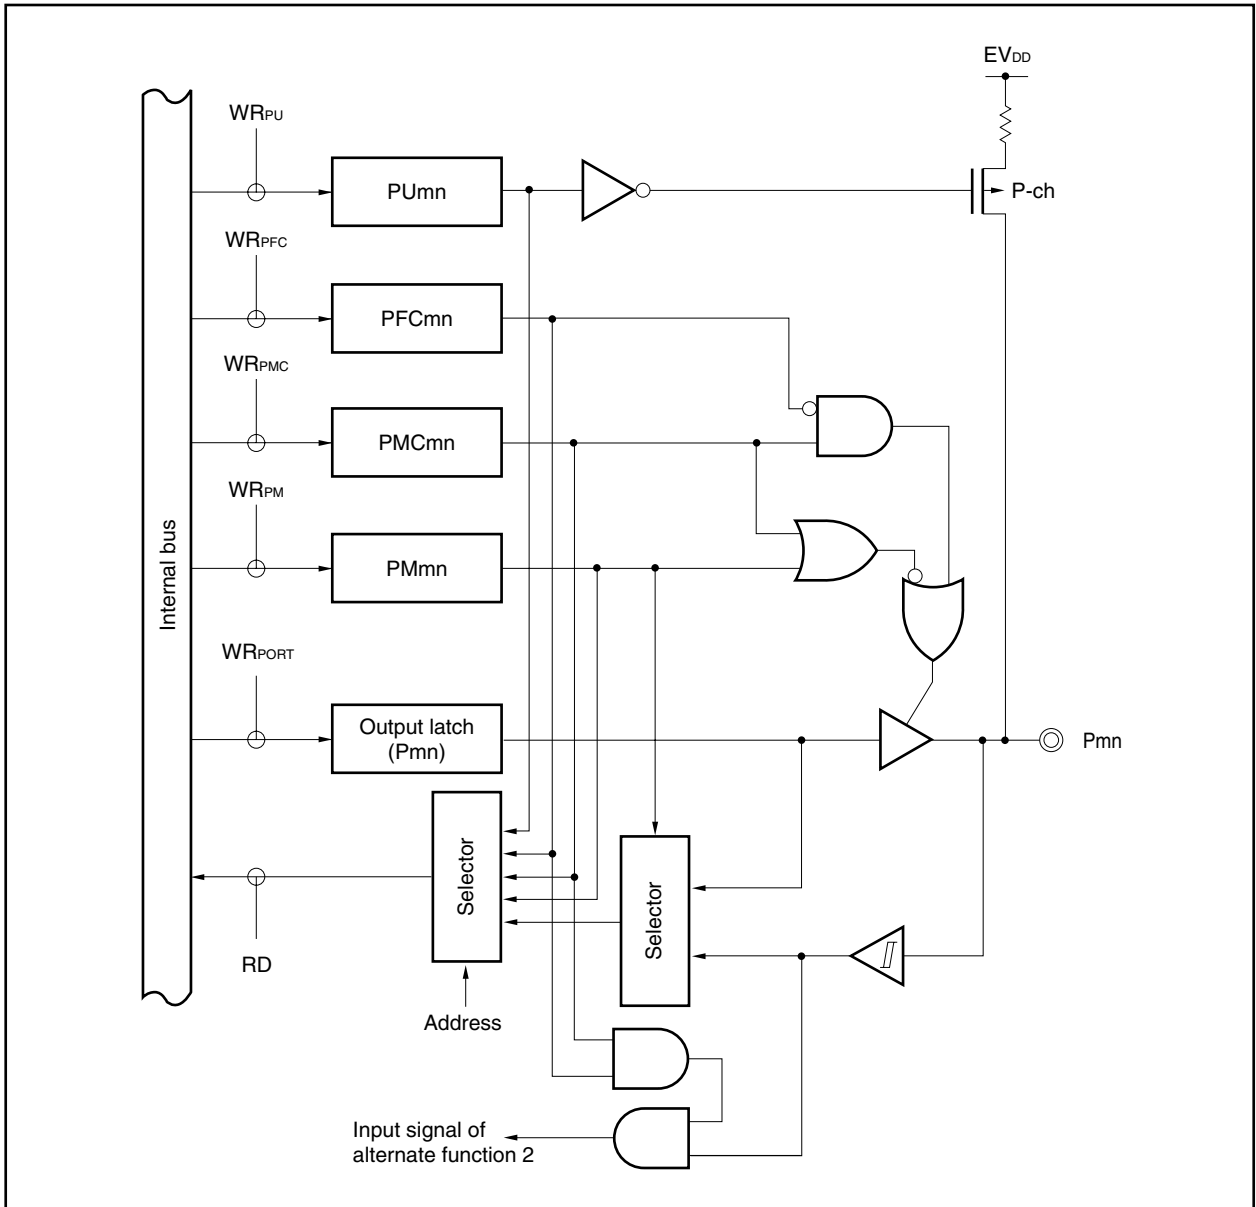 EVDD
WRPU
PUmn
P-ch
WRPFC
PFCmn
WRPMC
PMCmn
WRPM
PMmn
Internal bus
WRPORT
Output latch
(Pmn)
Pmn
Selector
Selector
RD
Address
Input signal of
alternate function 2